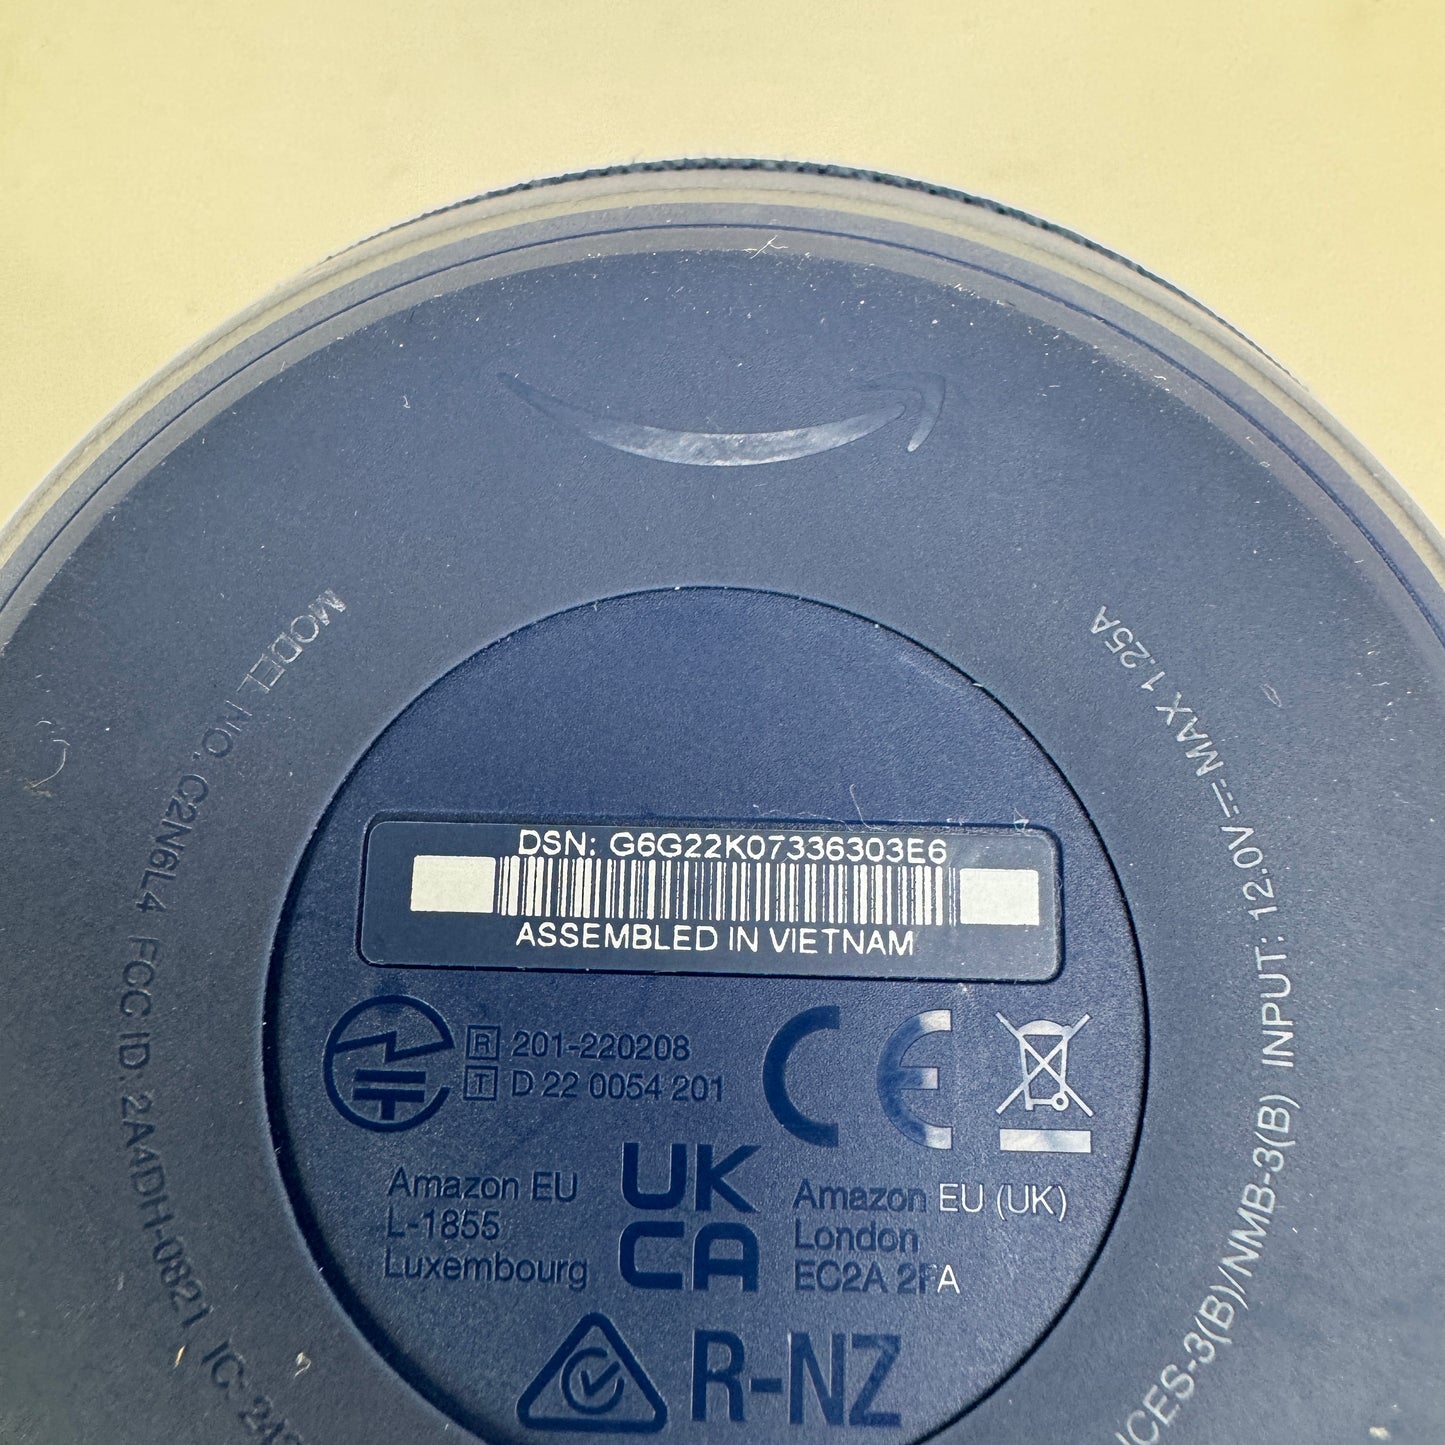 MODEL NO. C2N6L4 FCC ID: 2A4DH-0821 IC:
(B)/NMB-3(B) INPUT: 12.0V⎓MAX 1.25A
DSN: G6G22K07336303E6
ASSEMBLED IN VIETNAM
R 201-220208
T D 22 0054 201
CE
Amazon EU
L-1855
Luxembourg
UK
CA
Amazon EU (UK)
London
EC2A 2FA
R-NZ